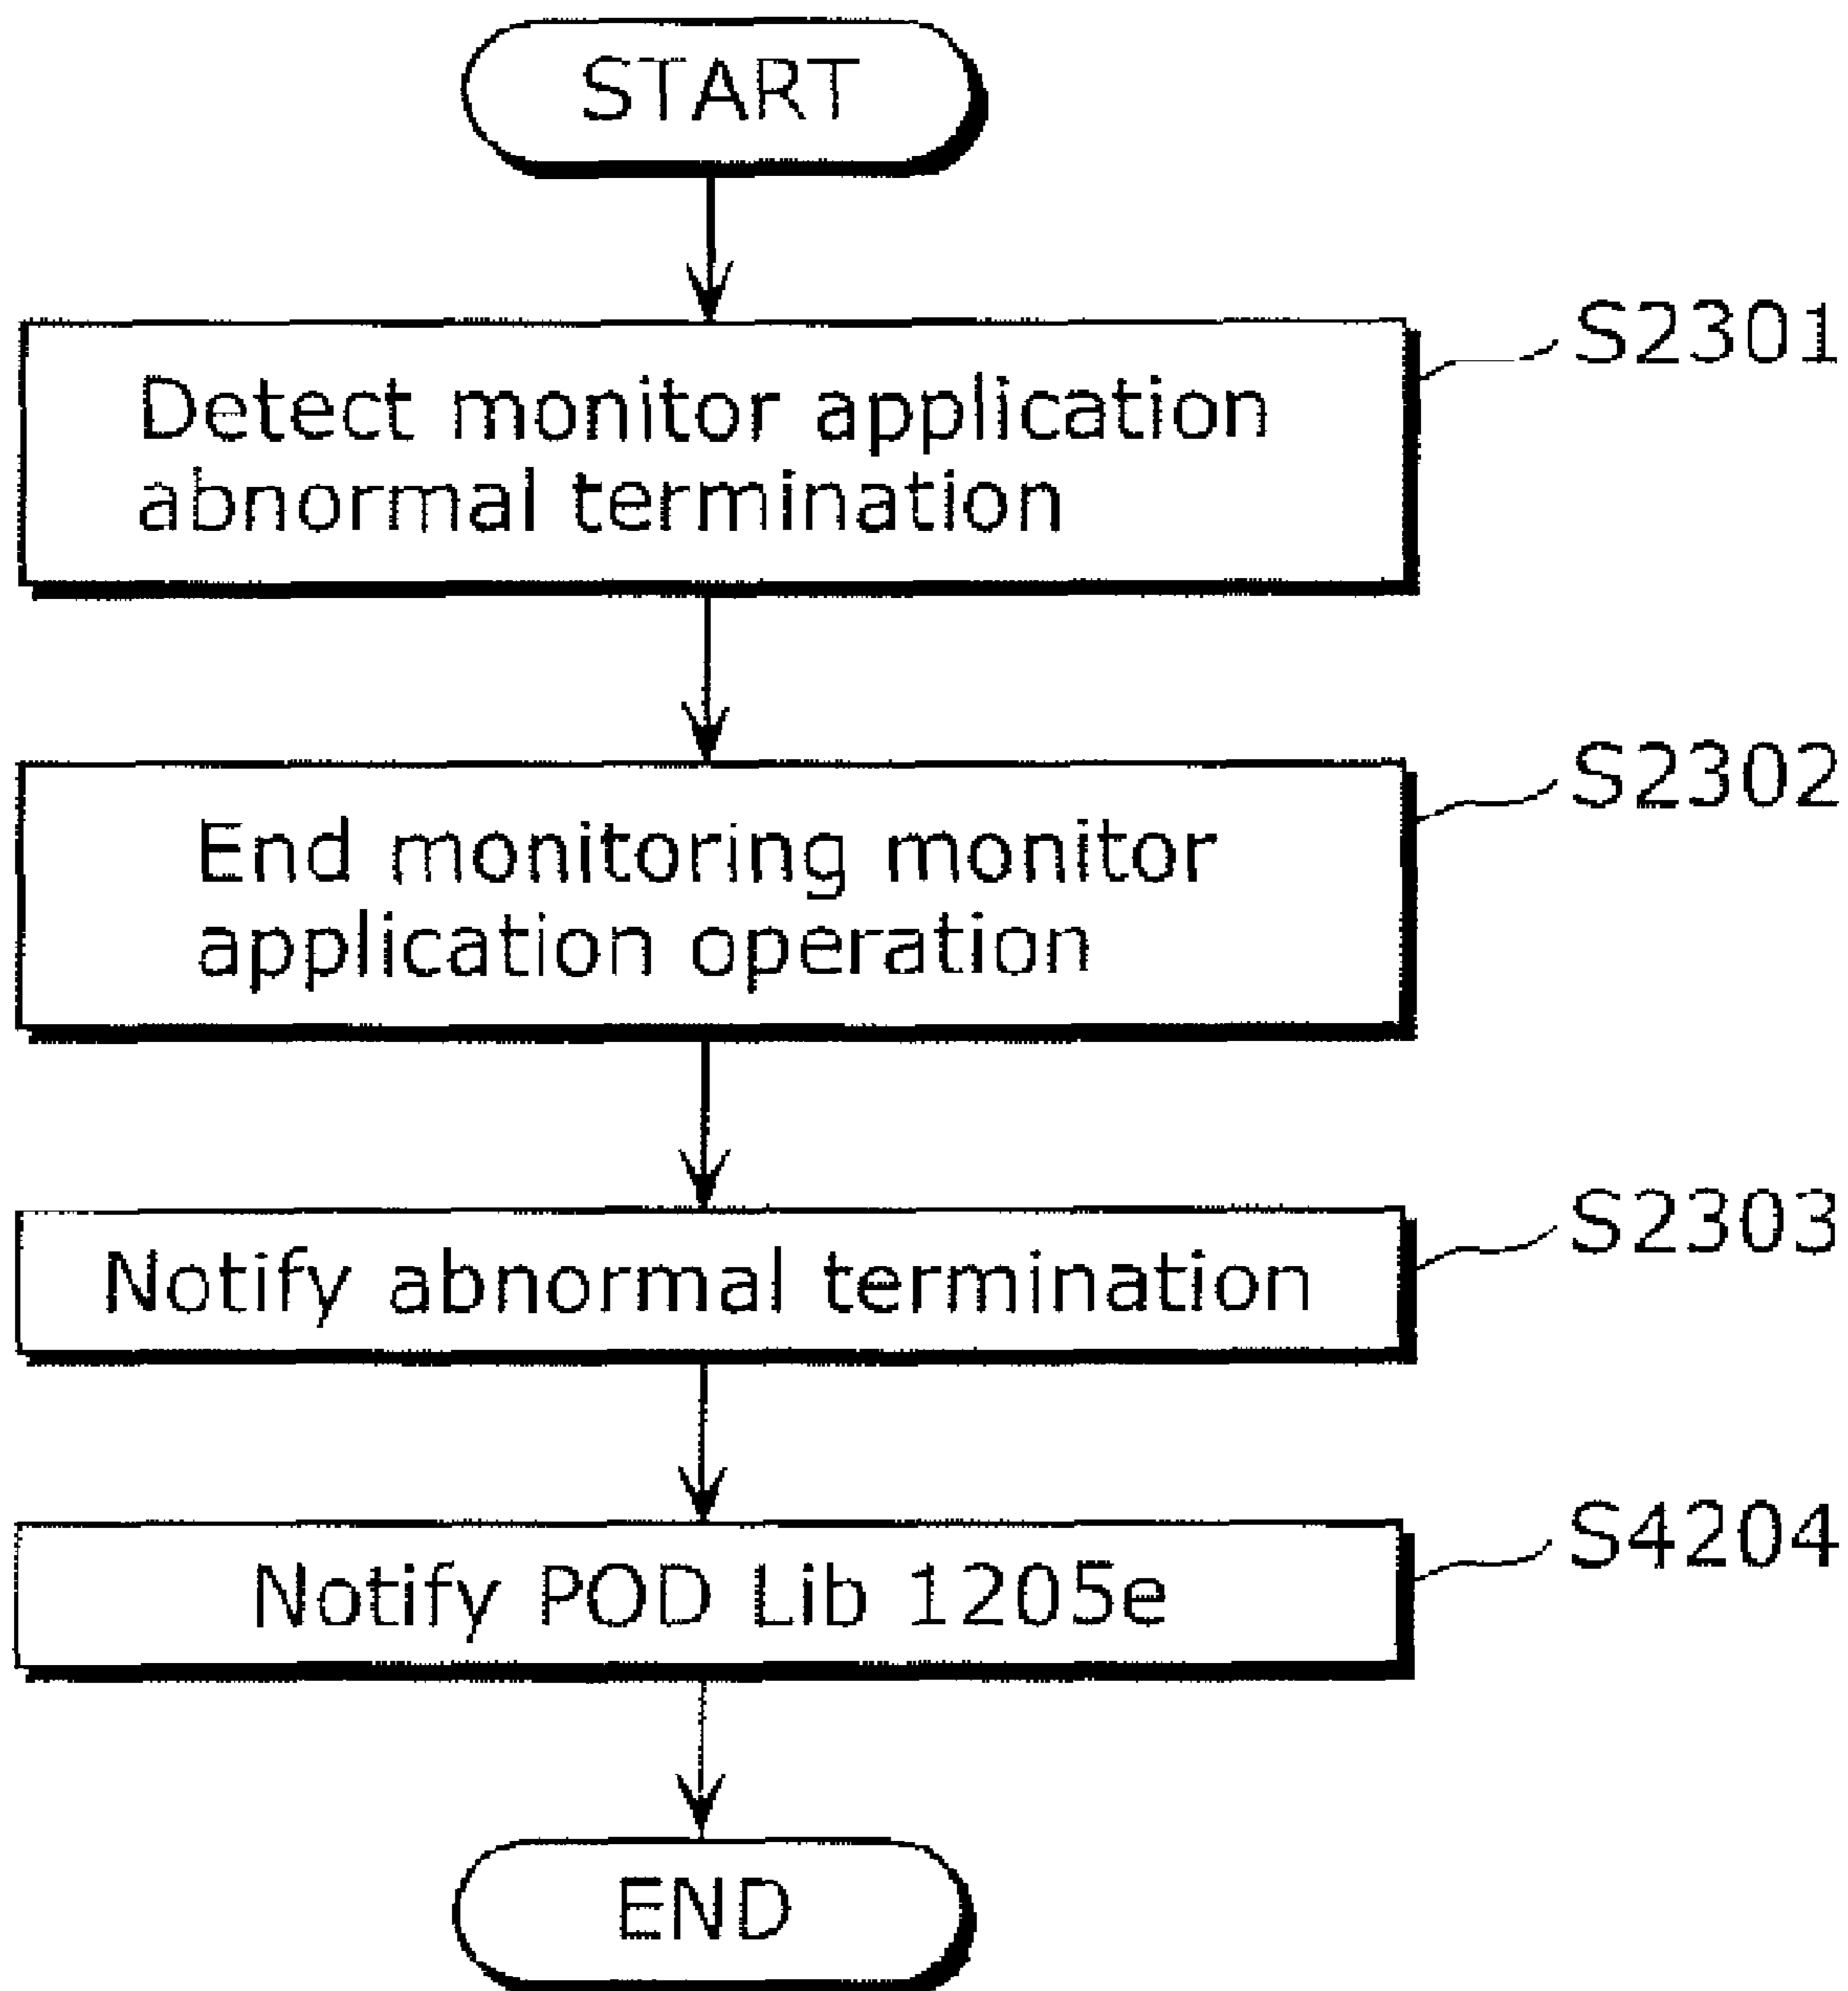 START
S2301
Detect monitor application
abnormal termination
S2302
End monitoring monitor
application operation
S2303
Notify abnormal termination
S4204
Notify POD Lib 1205e
END